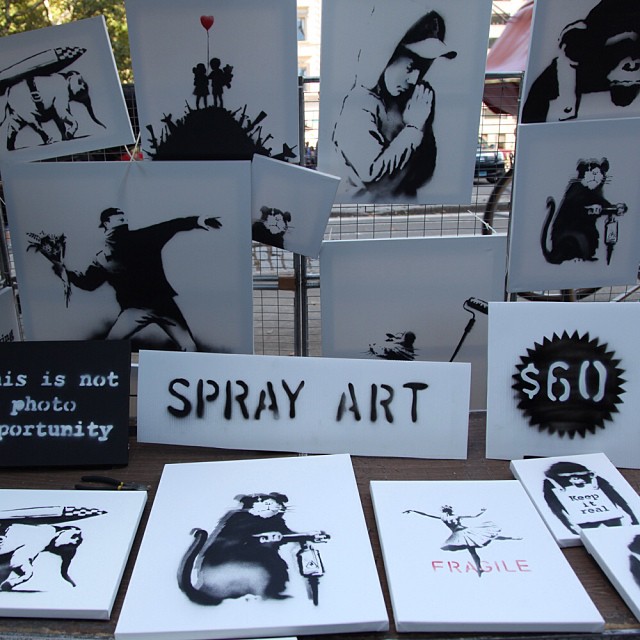 is is not
photo
portunity
SPRAY ART
$60
Keep
it
real
FRAGILE